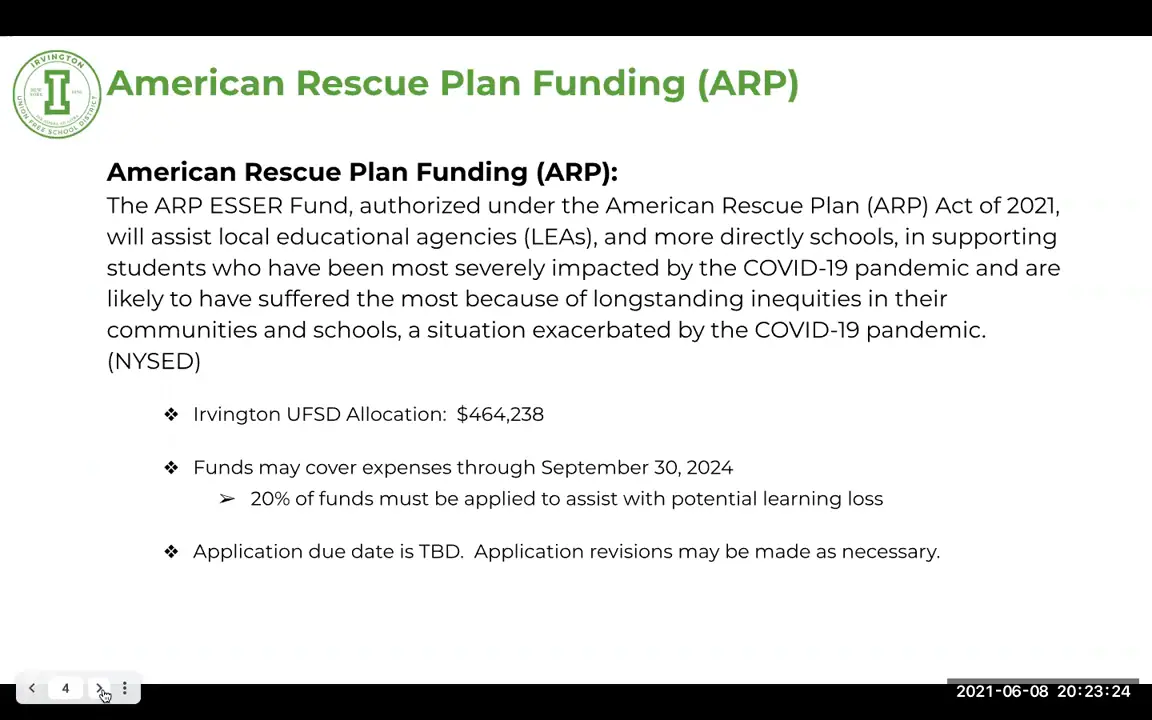 IRVINGTON
UNION FREE SCHOOL DISTRICT
American Rescue Plan Funding (ARP)
American Rescue Plan Funding (ARP):
The ARP ESSER Fund, authorized under the American Rescue Plan (ARP) Act of 2021,
will assist local educational agencies (LEAs), and more directly schools, in supporting
students who have been most severely impacted by the COVID-19 pandemic and are
likely to have suffered the most because of longstanding inequities in their
communities and schools, a situation exacerbated by the COVID-19 pandemic.
(NYSED)
❖ Irvington UFSD Allocation: $464,238
❖ Funds may cover expenses through September 30, 2024
➢ 20% of funds must be applied to assist with potential learning loss
❖ Application due date is TBD. Application revisions may be made as necessary.
4
2021-06-08 20:23:24